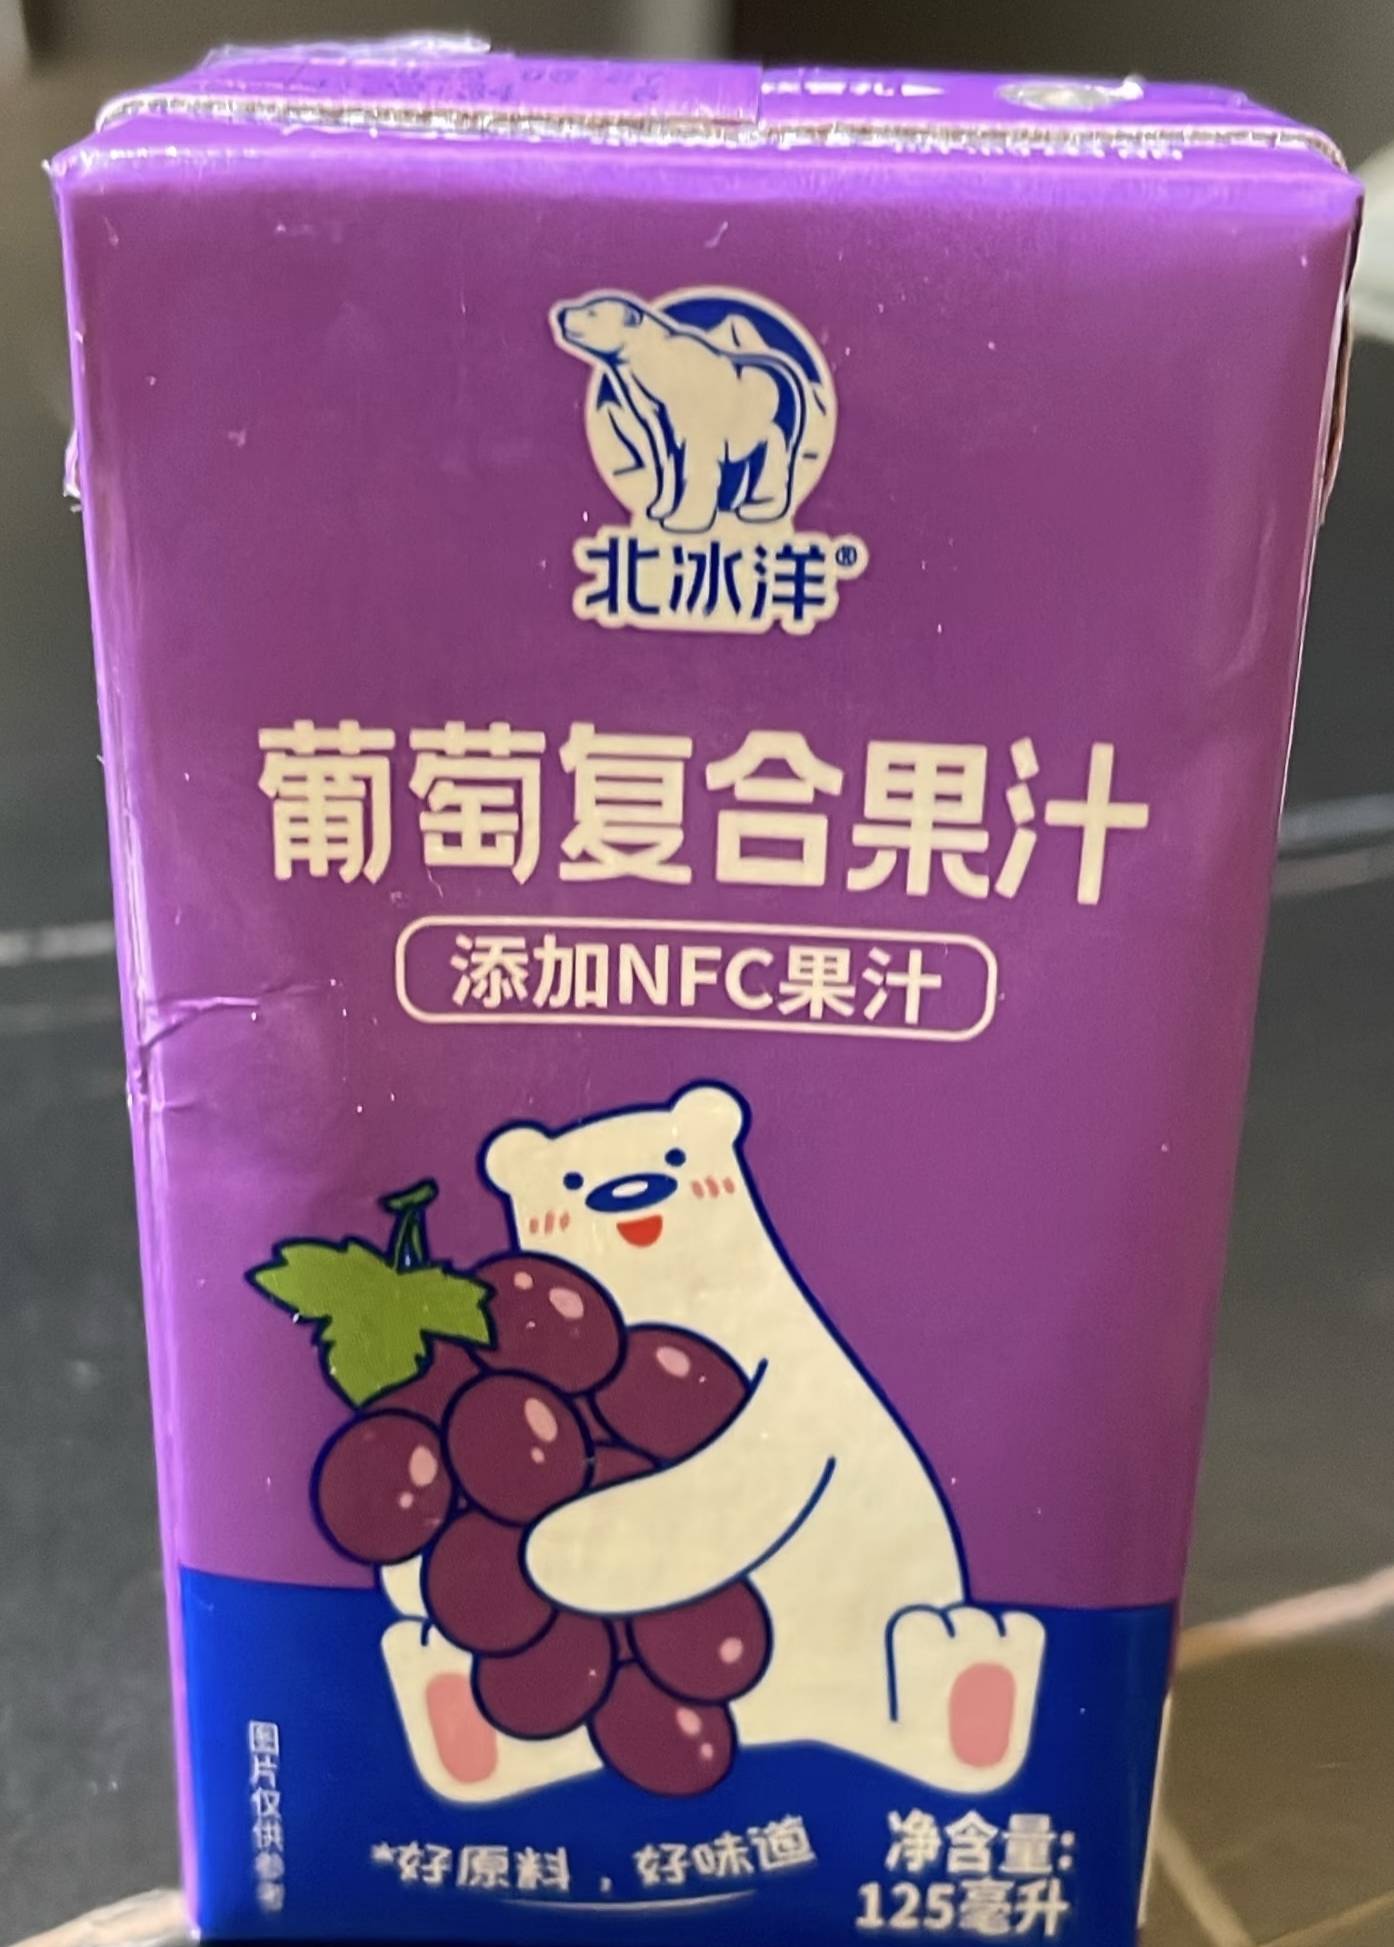 北冰洋®
葡萄复合果汁
添加NFC果汁
图片仅供参考
*好原料，好味道
净含量:
125毫升